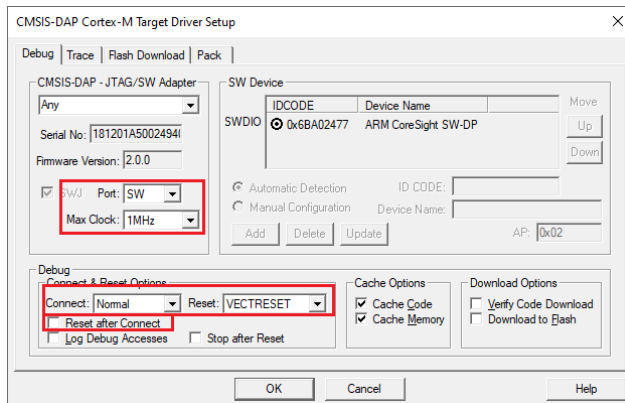 CMSIS-DAP Cortex-M Target Driver Setup
Debug Trace Flash Download Pack
CMSIS-DAP - JTAG/SW Adapter
Any
Serial No: 181201A5002494(
Firmware Version: 2.0.0
SWJ Port: SW
Max Clock: 1MHz
SW Device
IDCODE Device Name Move
SWDIO 0x6BA02477 ARM CoreSight SW-DP Up
Down
Automatic Detection ID CODE:
Manual Configuration Device Name:
Add Delete Update AP: 0x02
Debug
Connect & Reset Options
Connect: Normal Reset: VECTRESET
Reset after Connect
Log Debug Accesses Stop after Reset
Cache Options
Cache Code
Cache Memory
Download Options
Verify Code Download
Download to Flash
OK Cancel Help